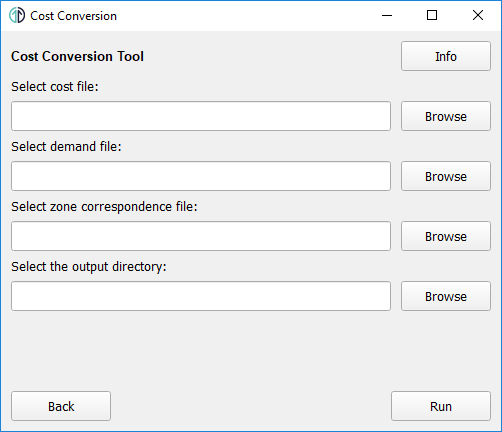 Cost Conversion
Cost Conversion Tool
Info
Select cost file:
Browse
Select demand file:
Browse
Select zone correspondence file:
Browse
Select the output directory:
Browse
Back
Run